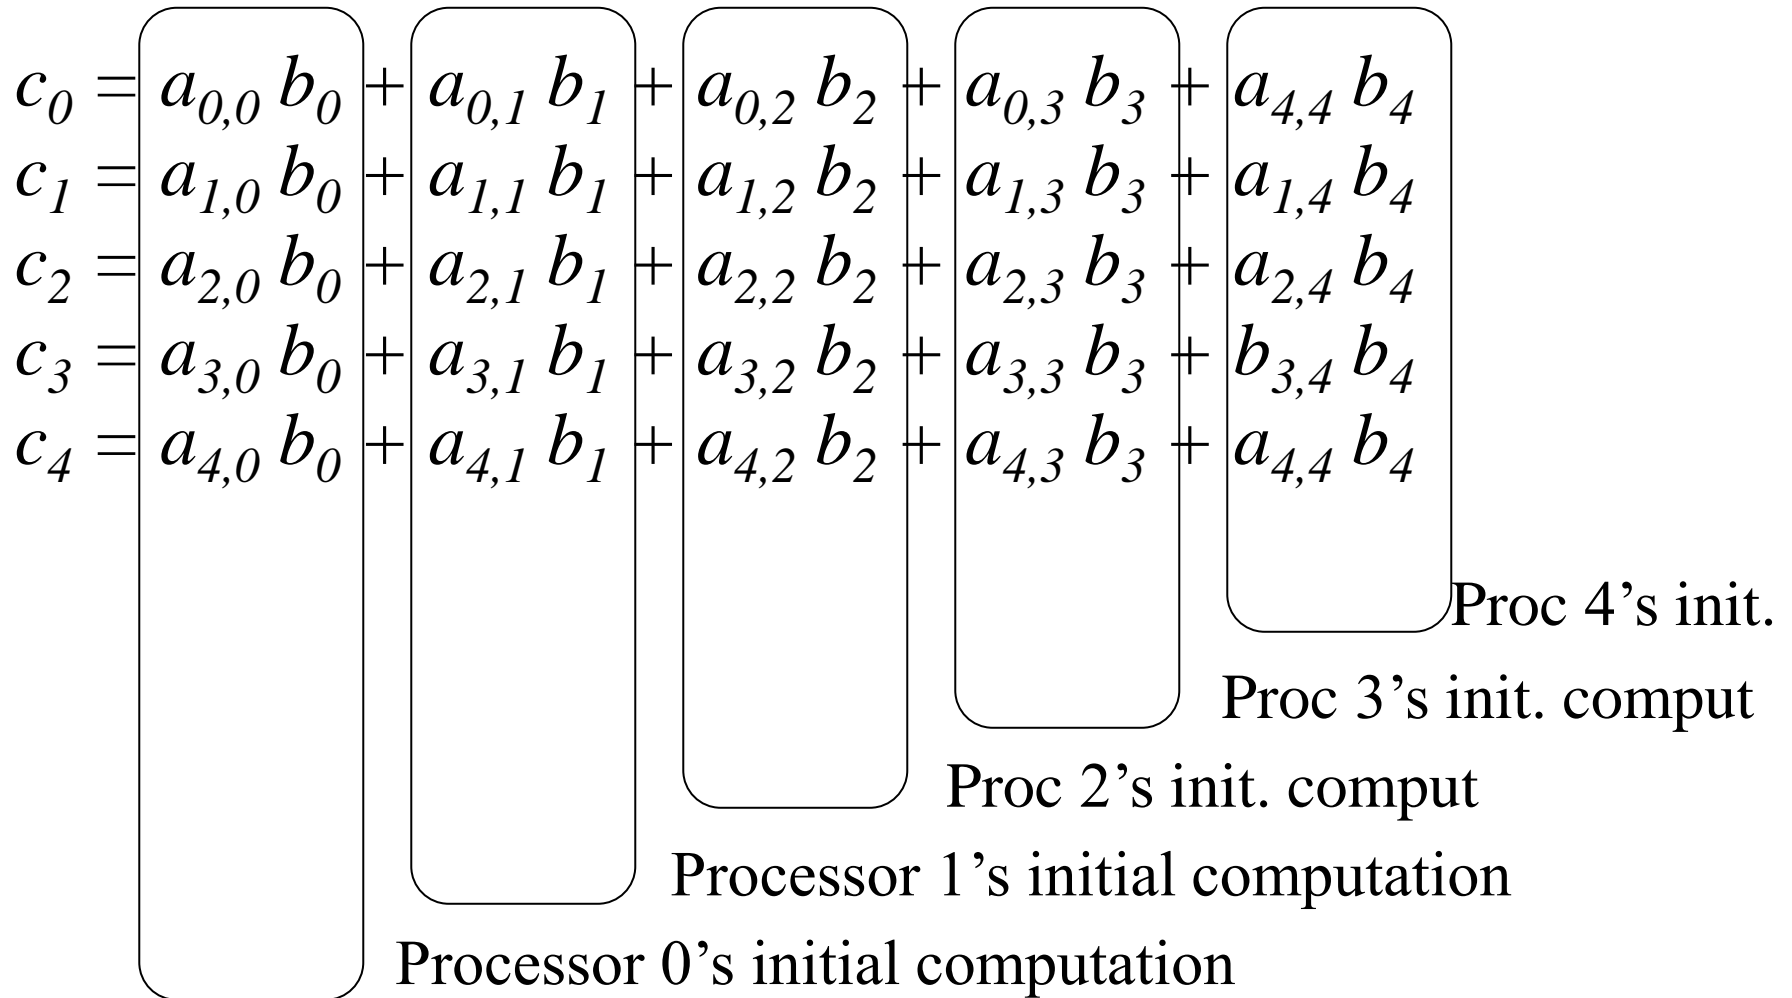 c0 = a0,0 b0 + a0,1 b1 + a0,2 b2 + a0,3 b3 + a4,4 b4
c1 = a1,0 b0 + a1,1 b1 + a1,2 b2 + a1,3 b3 + a1,4 b4
c2 = a2,0 b0 + a2,1 b1 + a2,2 b2 + a2,3 b3 + a2,4 b4
c3 = a3,0 b0 + a3,1 b1 + a3,2 b2 + a3,3 b3 + b3,4 b4
c4 = a4,0 b0 + a4,1 b1 + a4,2 b2 + a4,3 b3 + a4,4 b4
Proc 4’s init.
Proc 3’s init. comput
Proc 2’s init. comput
Processor 1’s initial computation
Processor 0’s initial computation